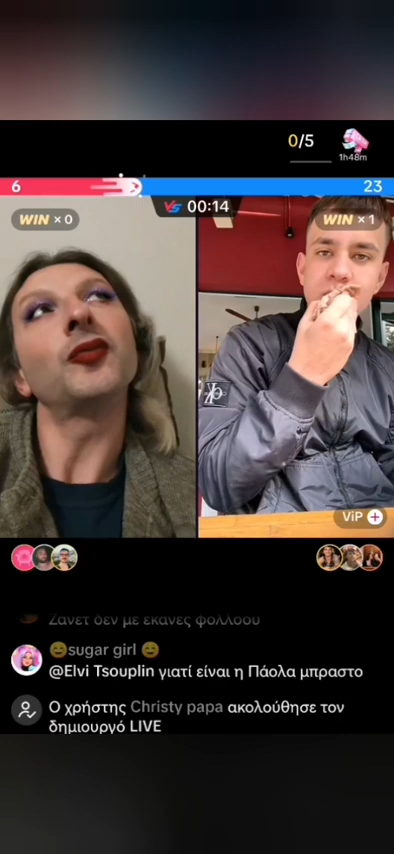 0/5
1h48m
6
23
VS 00:14
WIN × 0
WIN × 1
ViP +
Ζανετ δεν με εκανες φολλοου
sugar girl
@Elvi Tsouplin γιατί είναι η Πάολα μπραστο
Ο χρήστης Christy papa ακολούθησε τον
δημιουργό LIVE